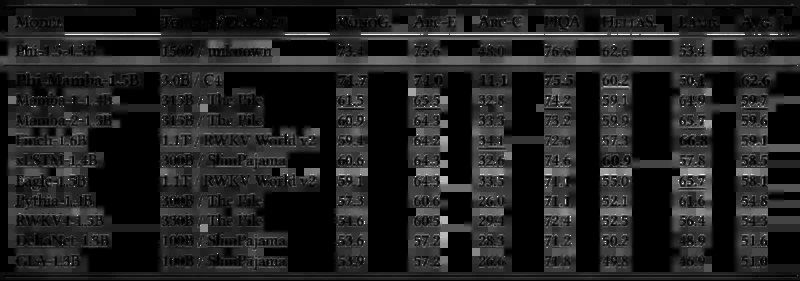 Model Tokens / Dataset WinoG. Arc-E Arc-C PIQA HellaS. Lamb. Avg.
Phi-1.5-1.3B 150B / unknown 73.4 75.6 48.0 76.6 62.6 53.4 64.9
Phi-Mamba-1.5B 3.0B / C4 71.7 74.0 44.1 75.5 60.2 50.1 62.6
Mamba-1-1.4B 315B / The Pile 61.5 65.5 32.8 74.2 59.1 64.9 59.7
Mamba-2-1.3B 315B / The Pile 60.9 64.3 33.3 73.2 59.9 65.7 59.6
Finch-1.6B 1.1T / RWKV World v2 59.4 64.2 34.1 72.6 57.3 66.8 59.1
xLSTM-1.4B 300B / SlimPajama 60.6 64.3 32.6 74.6 60.9 57.8 58.5
Eagle-1.5B 1.1T / RWKV World v2 59.1 64.3 33.5 71.1 55.0 65.7 58.1
Pythia-1.4B 300B / The Pile 57.3 60.6 26.0 71.1 52.1 61.6 54.8
RWKV4-1.5B 330B / The Pile 54.6 60.5 29.4 72.4 52.5 56.4 54.3
DeltaNet-1.3B 100B / SlimPajama 53.6 57.2 28.3 71.2 50.2 48.9 51.6
GLA-1.3B 100B / SlimPajama 53.9 57.2 26.6 71.8 49.8 46.9 51.0